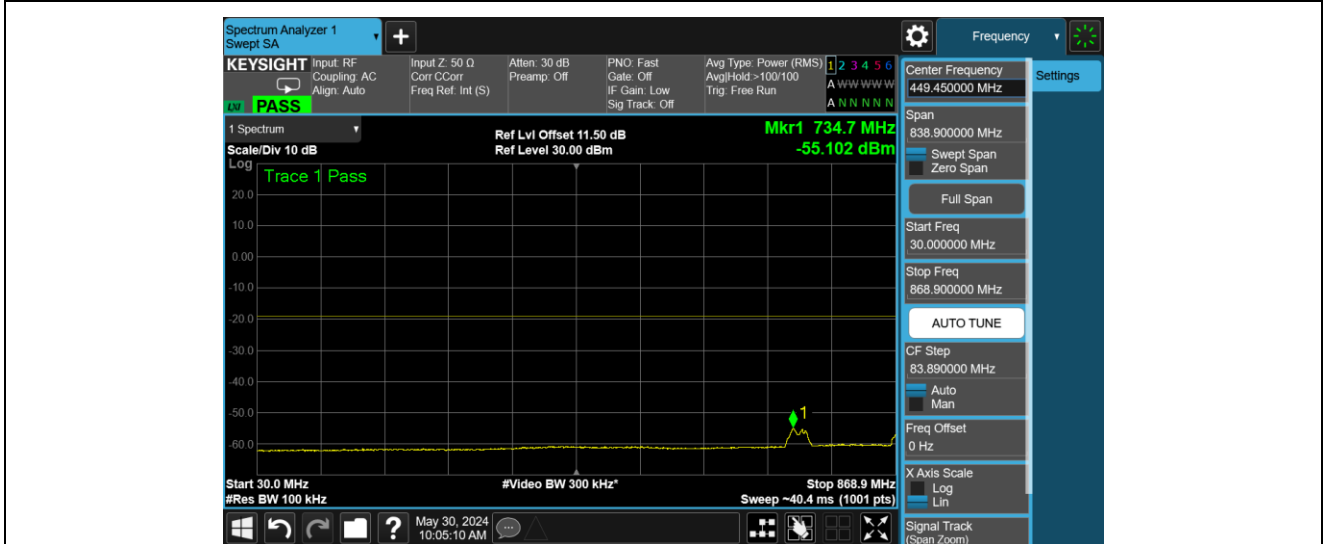 Spectrum Analyzer 1
Swept SA
+
Frequency
KEYSIGHT
Input: RF
Coupling: AC
Align: Auto
Input Z: 50 Ω
Corr CCorr
Freq Ref: Int (S)
Atten: 30 dB
Preamp: Off
PNO: Fast
Gate: Off
IF Gain: Low
Sig Track: Off
Avg Type: Power (RMS)
Avg|Hold:>100/100
Trig: Free Run
1 2 3 4 5 6
A W W W W W
A N N N N N
LXI
PASS
1 Spectrum
Scale/Div 10 dB
Ref Lvl Offset 11.50 dB
Ref Level 30.00 dBm
Mkr1 734.7 MHz
-55.102 dBm
Log
Trace 1 Pass
20.0
10.0
0.00
-10.0
-20.0
-30.0
-40.0
-50.0
-60.0
1
Start 30.0 MHz
#Res BW 100 kHz
#Video BW 300 kHz*
Stop 868.9 MHz
Sweep ~40.4 ms (1001 pts)
Center Frequency
449.450000 MHz
Settings
Span
838.900000 MHz
Swept Span
Zero Span
Full Span
Start Freq
30.000000 MHz
Stop Freq
868.900000 MHz
AUTO TUNE
CF Step
83.890000 MHz
Auto
Man
Freq Offset
0 Hz
X Axis Scale
Log
Lin
Signal Track
(Span Zoom)
?
May 30, 2024
10:05:10 AM